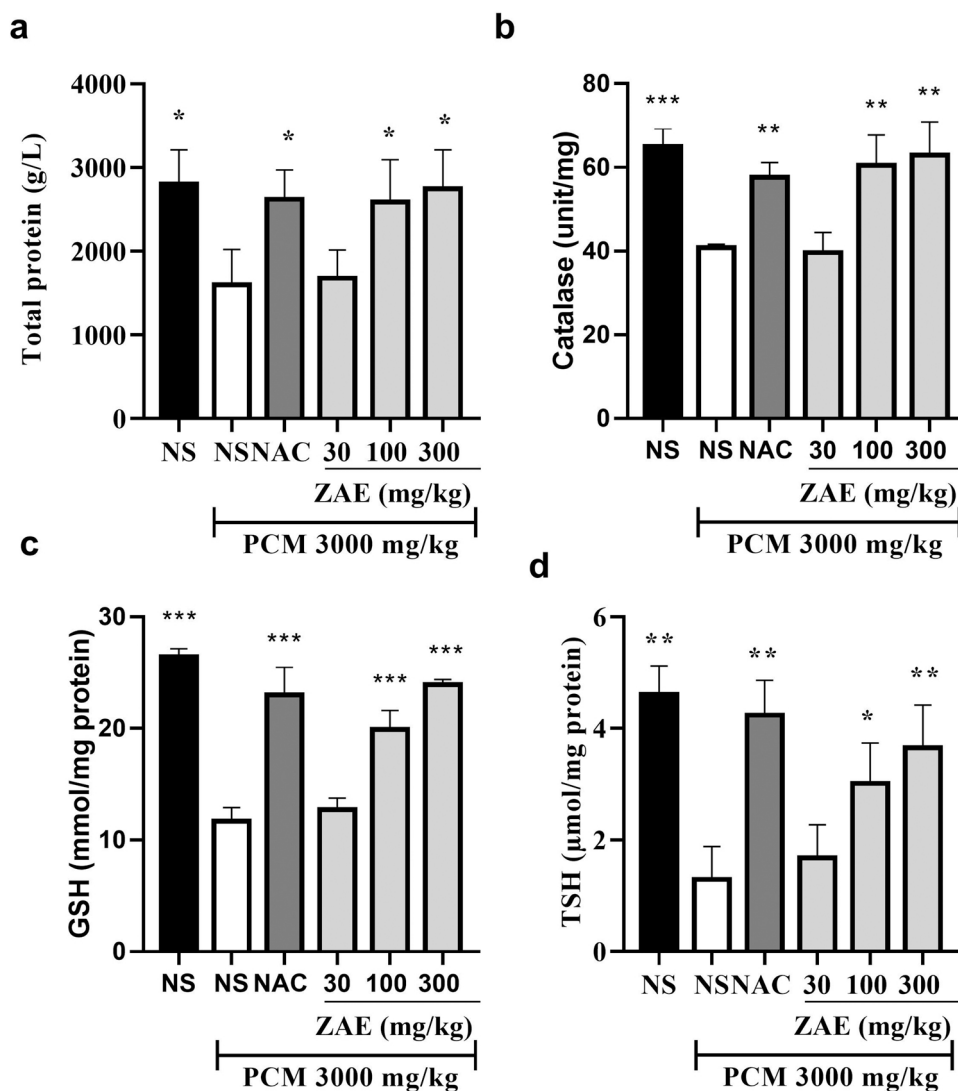 a
Total protein (g/L)
4000
3000
2000
1000
0
* * * *
NS NS NAC 30 100 300
ZAE (mg/kg)
PCM 3000 mg/kg
b
Catalase (unit/mg)
80
60
40
20
0
*** ** ** **
NS NS NAC 30 100 300
ZAE (mg/kg)
PCM 3000 mg/kg
c
GSH (mmol/mg protein)
30
20
10
0
*** *** *** ***
NS NS NAC 30 100 300
ZAE (mg/kg)
PCM 3000 mg/kg
d
TSH (μmol/mg protein)
6
4
2
0
** ** * **
NS NS NAC 30 100 300
ZAE (mg/kg)
PCM 3000 mg/kg